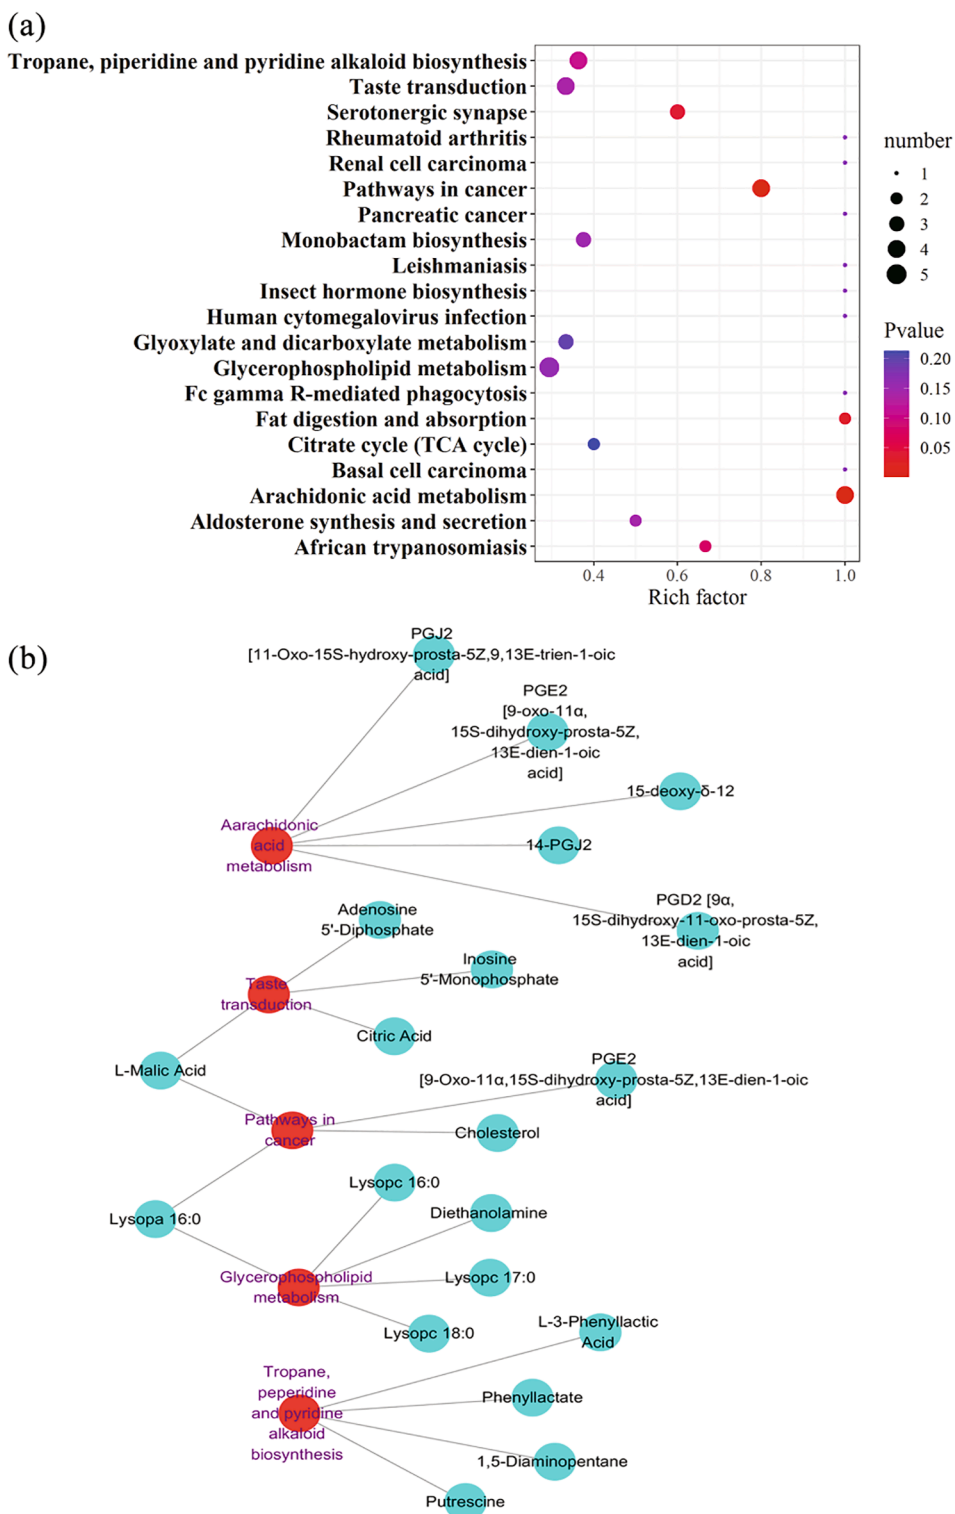 (a)
Tropane, piperidine and pyridine alkaloid biosynthesis
Taste transduction
Serotonergic synapse
Rheumatoid arthritis
Renal cell carcinoma
Pathways in cancer
Pancreatic cancer
Monobactam biosynthesis
Leishmaniasis
Insect hormone biosynthesis
Human cytomegalovirus infection
Glyoxylate and dicarboxylate metabolism
Glycerophospholipid metabolism
Fc gamma R-mediated phagocytosis
Fat digestion and absorption
Citrate cycle (TCA cycle)
Basal cell carcinoma
Arachidonic acid metabolism
Aldosterone synthesis and secretion
African trypanosomiasis
0.4 0.6 0.8 1.0
Rich factor
number
1
2
3
4
5
Pvalue
0.20
0.15
0.10
0.05
(b)
PGJ2
[11-Oxo-15S-hydroxy-prosta-5Z,9,13E-trien-1-oic
acid]
PGE2
[9-oxo-11α,
15S-dihydroxy-prosta-5Z,
13E-dien-1-oic
acid]
15-deoxy-δ-12
Aarachidonic
acid
metabolism
14-PGJ2
PGD2 [9α,
15S-dihydroxy-11-oxo-prosta-5Z,
13E-dien-1-oic
acid]
Adenosine
5'-Diphosphate
Inosine
5'-Monophosphate
Taste
transduction
Citric Acid
L-Malic Acid
PGE2
[9-Oxo-11α,15S-dihydroxy-prosta-5Z,13E-dien-1-oic
acid]
Pathways in
cancer
Cholesterol
Lysopc 16:0
Lysopa 16:0
Diethanolamine
Glycerophospholipid
metabolism
Lysopc 17:0
Lysopc 18:0
L-3-Phenyllactic
Acid
Tropane,
peperidine
and pyridine
alkaloid
biosynthesis
Phenyllactate
1,5-Diaminopentane
Putrescine